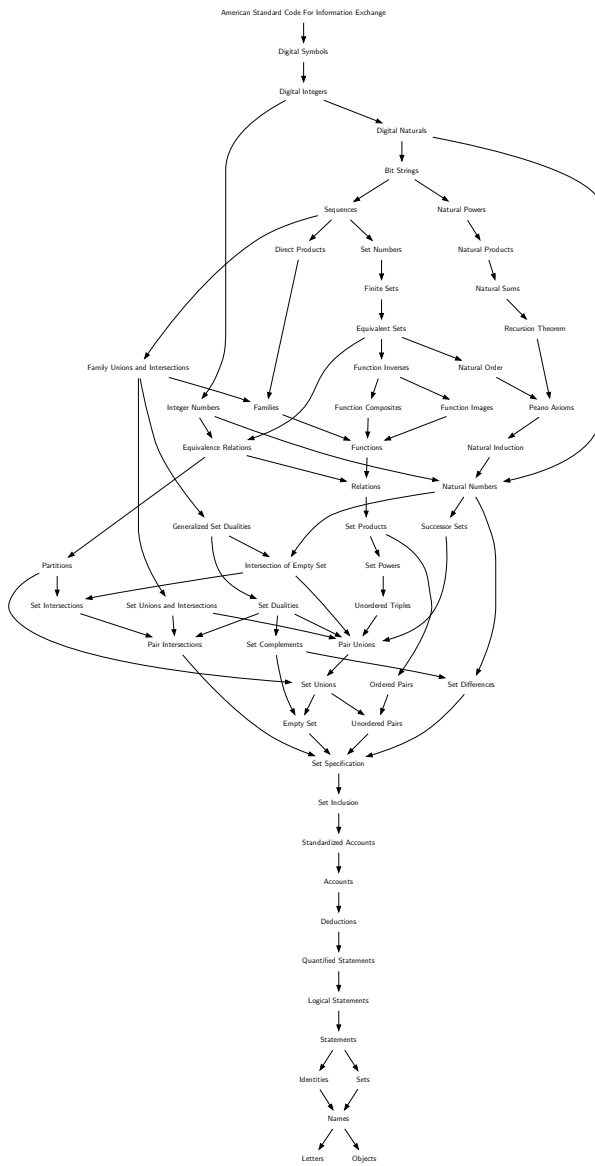 American Standard Code For Information Exchange
Digital Symbols
Digital Integers
Digital Naturals
Bit Strings
Sequences
Natural Powers
Direct Products
Set Numbers
Natural Products
Finite Sets
Natural Sums
Equivalent Sets
Recursion Theorem
Family Unions and Intersections
Function Inverses
Natural Order
Integer Numbers
Families
Function Composites
Function Images
Peano Axioms
Equivalence Relations
Functions
Natural Induction
Relations
Natural Numbers
Generalized Set Dualities
Set Products
Successor Sets
Partitions
Intersection of Empty Set
Set Powers
Set Intersections
Set Unions and Intersections
Set Dualities
Unordered Triples
Pair Intersections
Set Complements
Pair Unions
Set Unions
Ordered Pairs
Set Differences
Empty Set
Unordered Pairs
Set Specification
Set Inclusion
Standardized Accounts
Accounts
Deductions
Quantified Statements
Logical Statements
Statements
Identities
Sets
Names
Letters
Objects